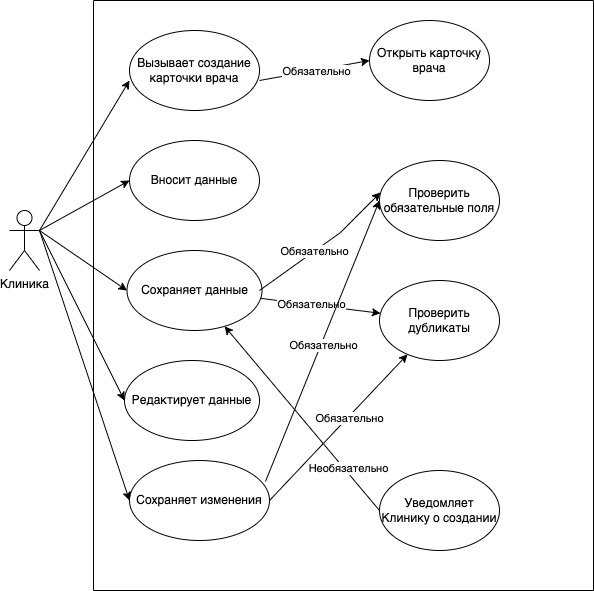 Вызывает создание
карточки врача
Обязательно
Открыть карточку
врача
Вносит данные
Проверить
обязательные поля
Клиника
Обязательно
Сохраняет данные
Обязательно
Проверить
дубликаты
Обязательно
Редактирует данные
Обязательно
Необязательно
Сохраняет изменения
Уведомляет
Клинику о создании